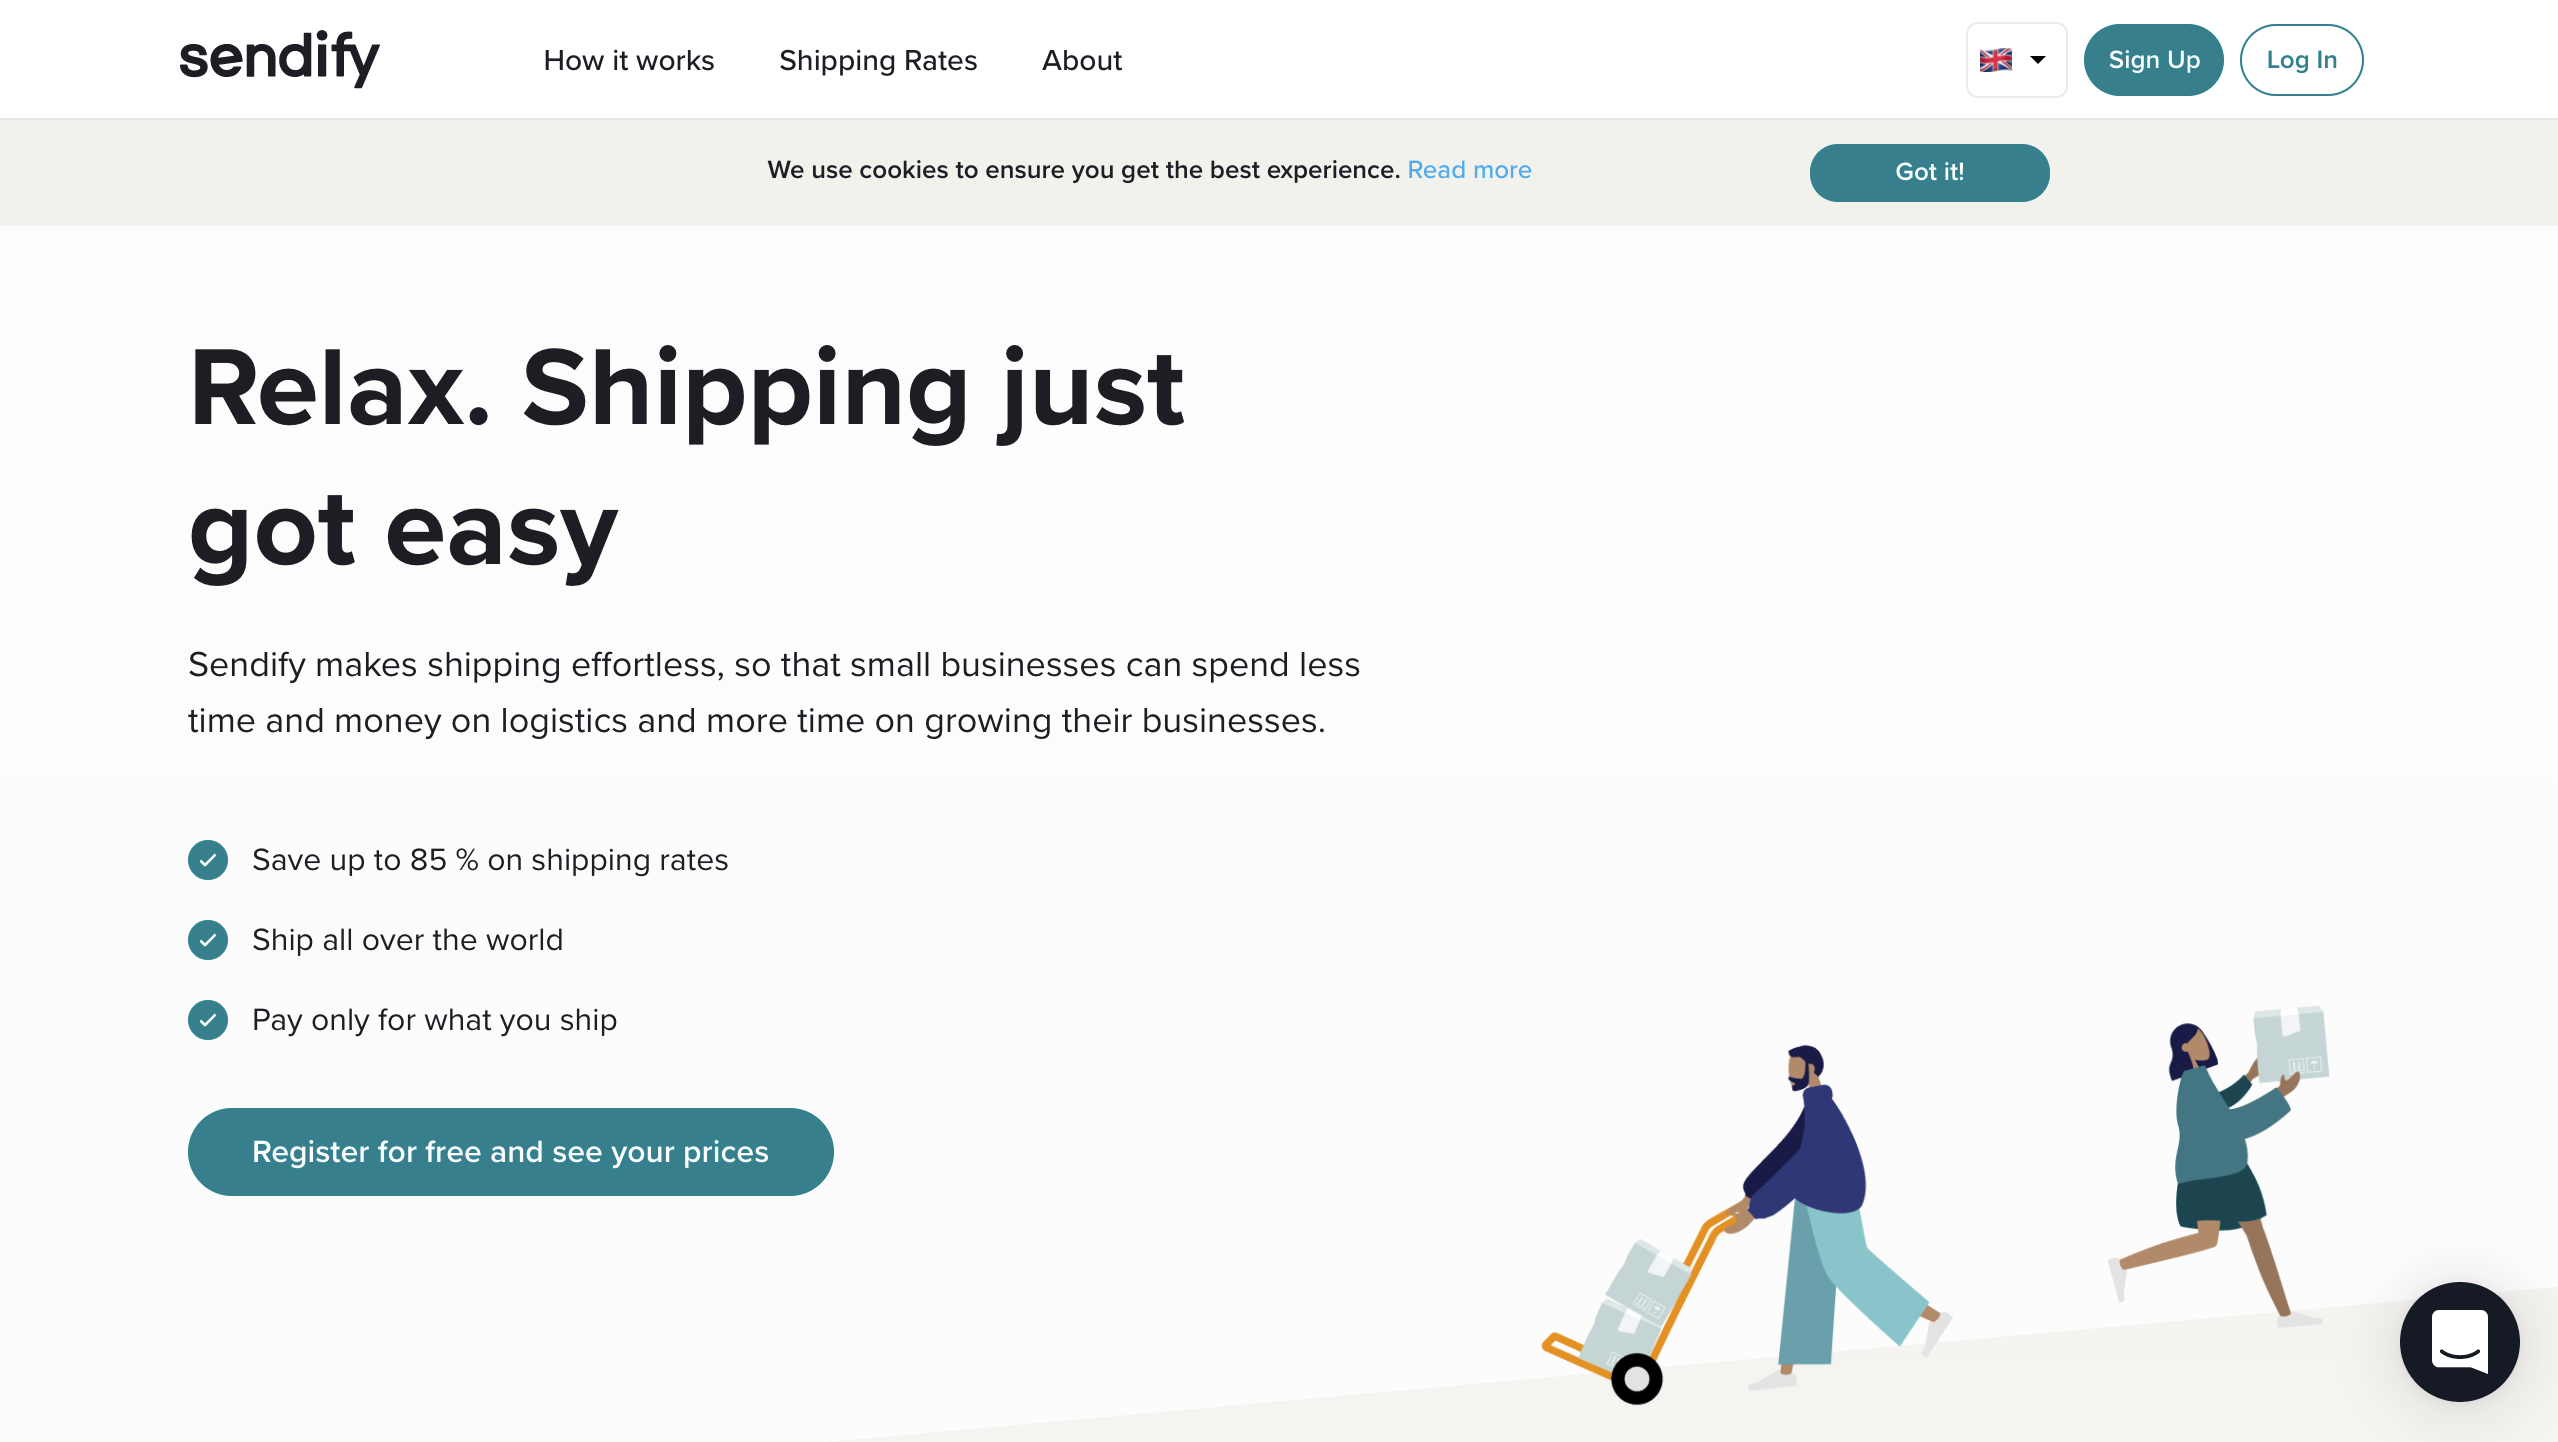 sendify
How it works
Shipping Rates
About
Sign Up
Log In
We use cookies to ensure you get the best experience. Read more
Got it!
Relax. Shipping just
got easy
Sendify makes shipping effortless, so that small businesses can spend less
time and money on logistics and more time on growing their businesses.
Save up to 85 % on shipping rates
Ship all over the world
Pay only for what you ship
Register for free and see your prices